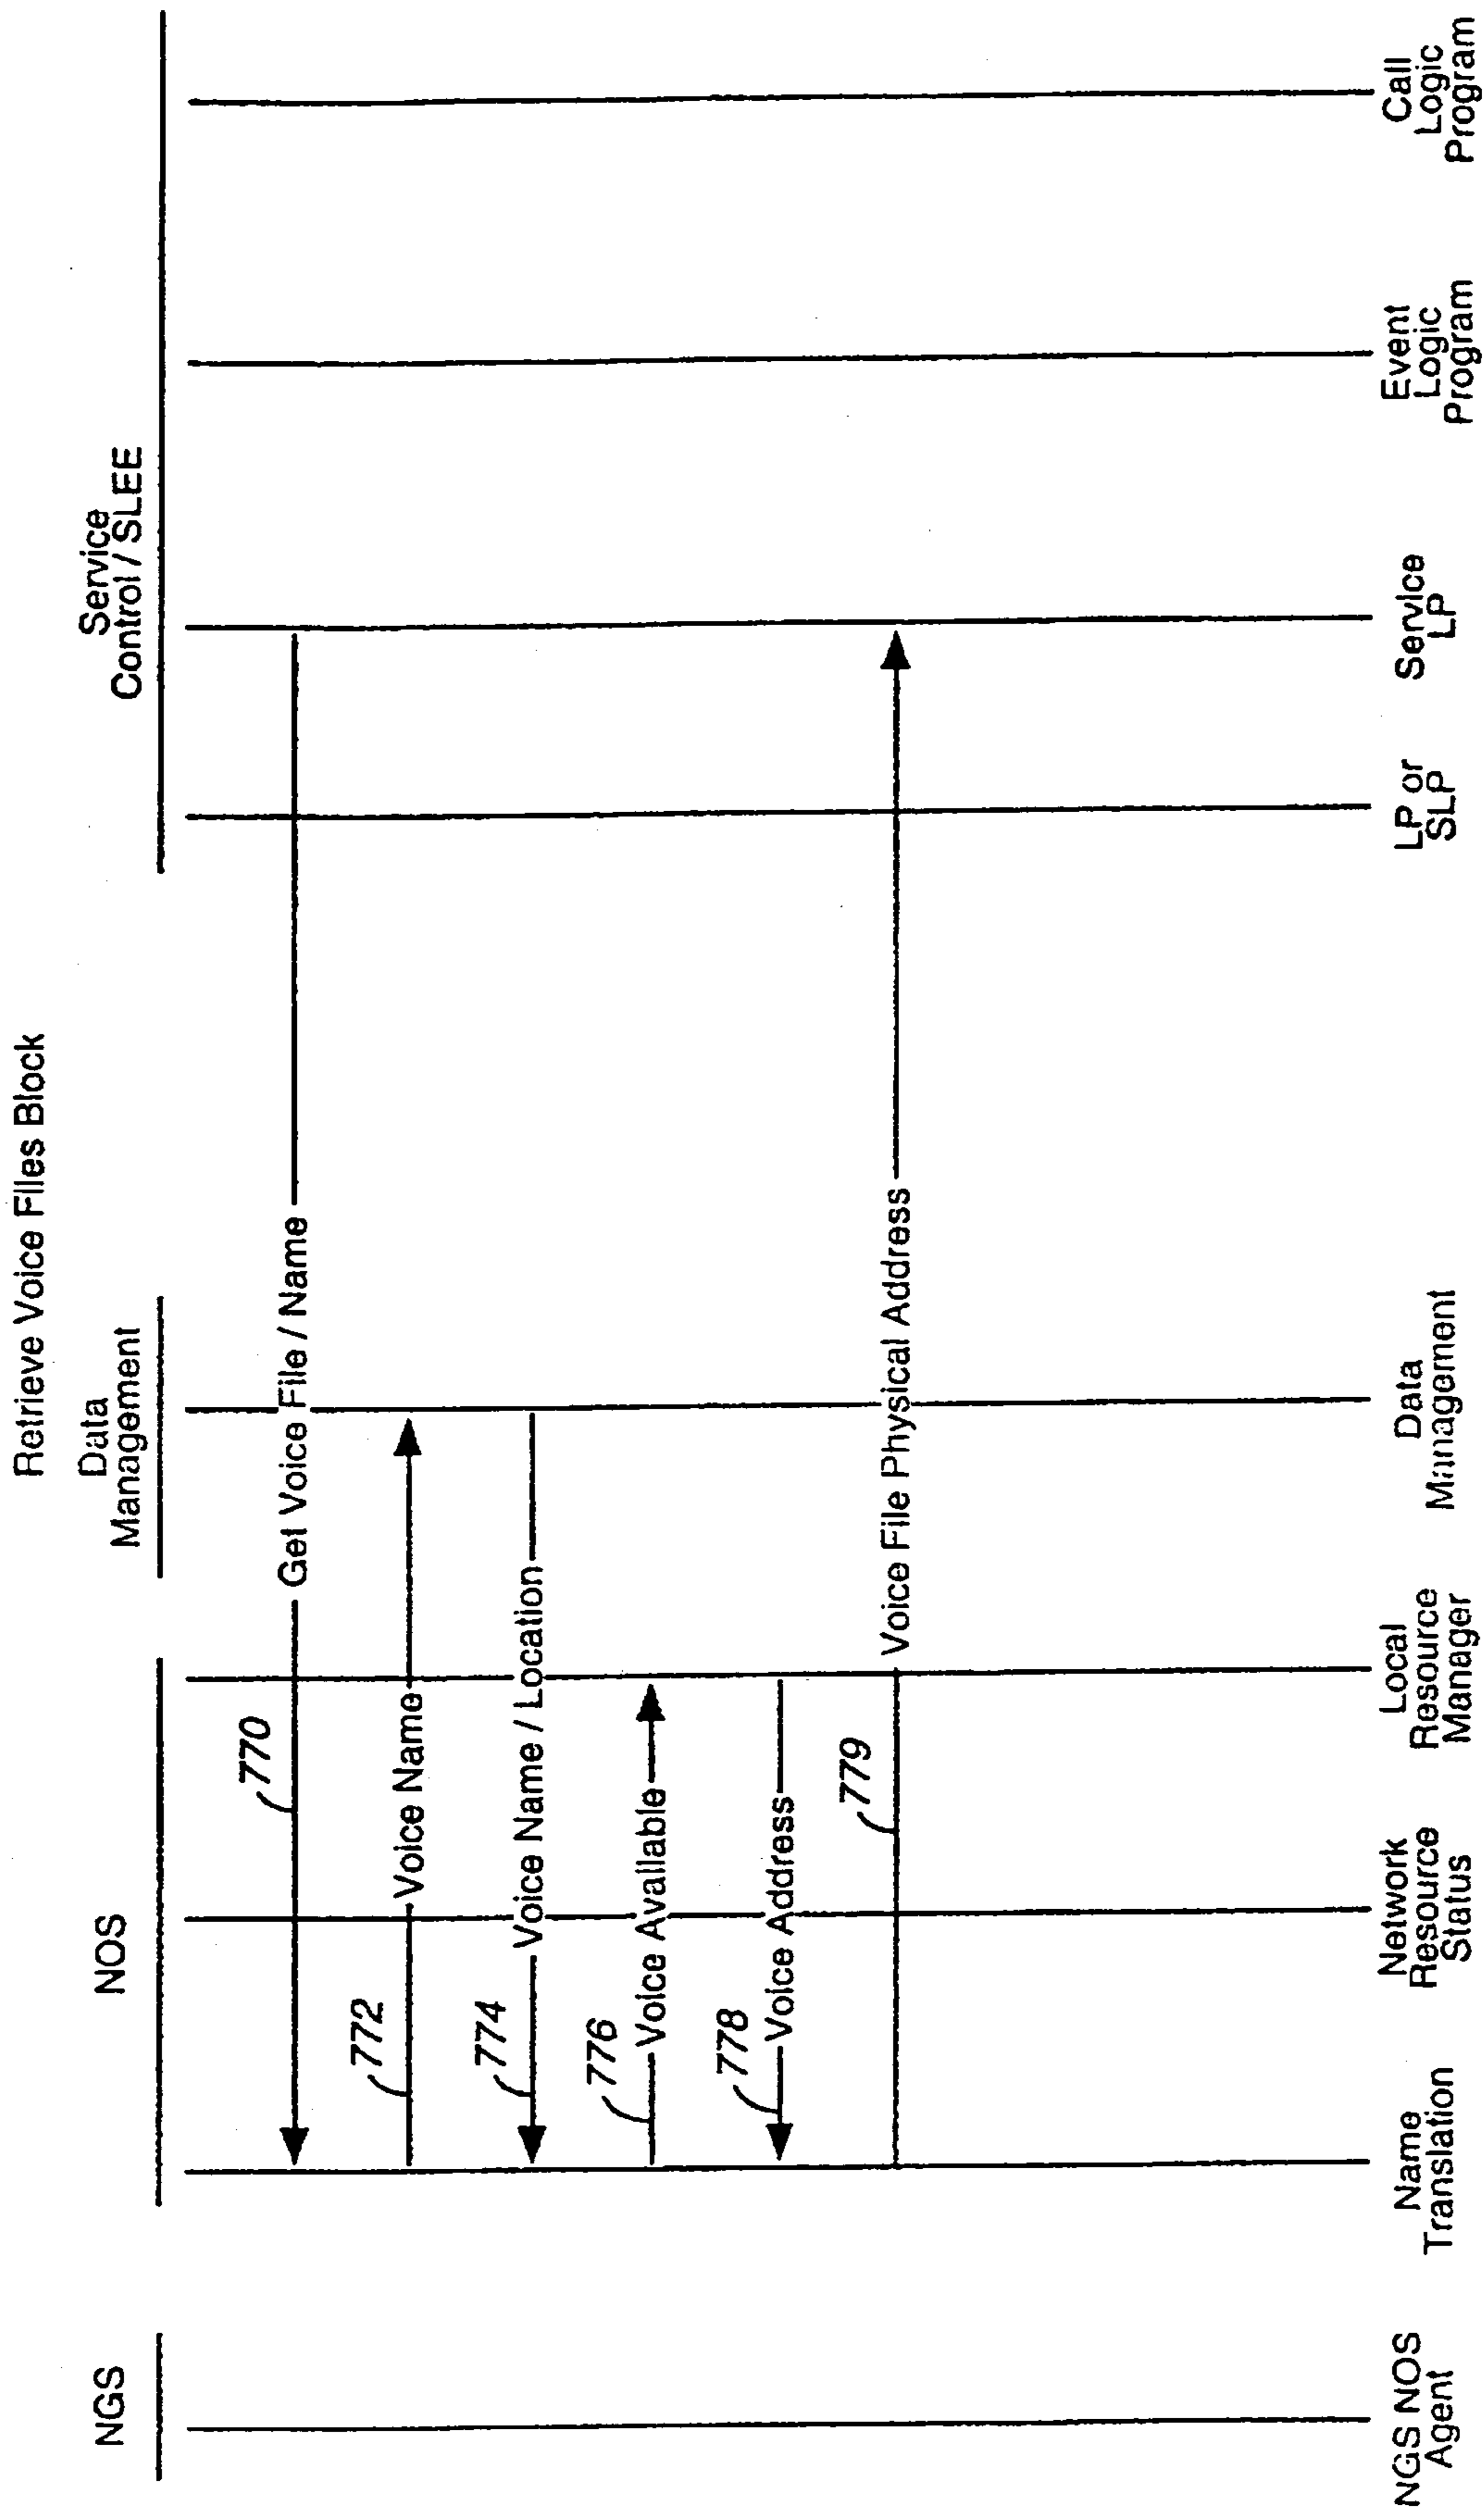 Retrieve Voice Files Block
NGS
NOS
Data
Management
Service
Control / SLEE
770
Get Voice File / Name
772
Voice Name
774
Voice Name / Location
776
Voice Available
778
Voice Address
779
Voice File Physical Address
NGS NOS
Agent
Name
Translation
Network
Resource
Status
Local
Resource
Manager
Data
Management
LP or
SLP
Service
LP
Event
Logic
Program
Call
Logic
Program